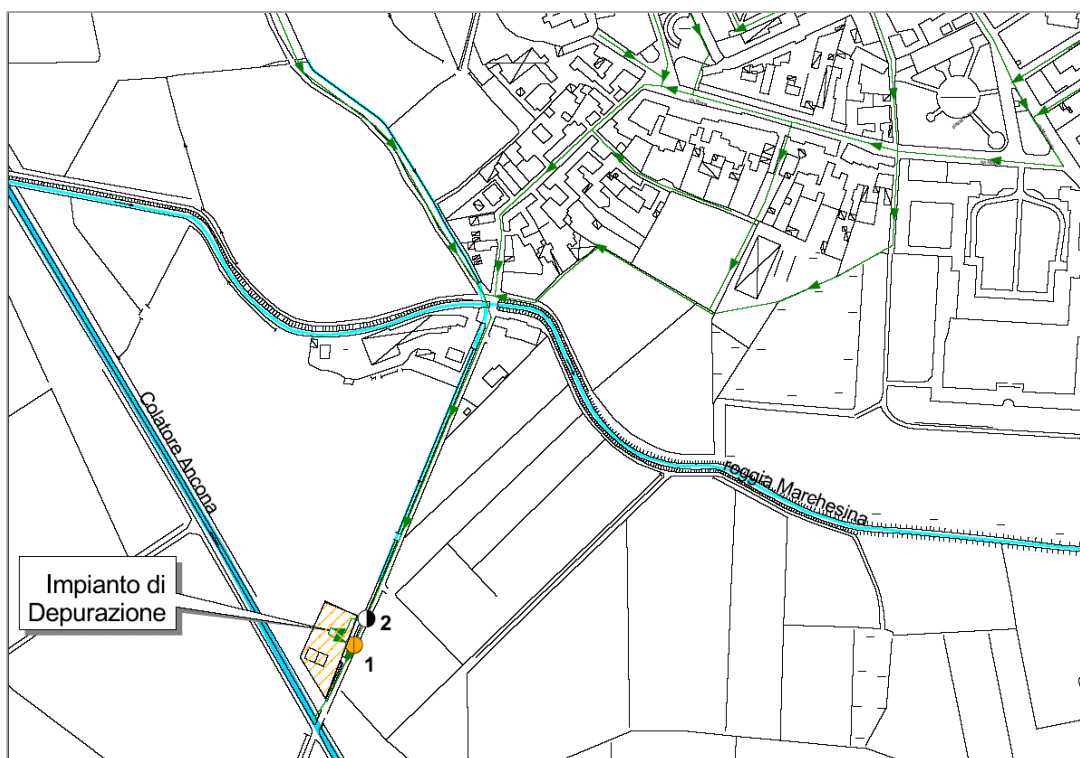 Colatore Ancona
roggia Marchesina
Impianto di
Depurazione
2
1